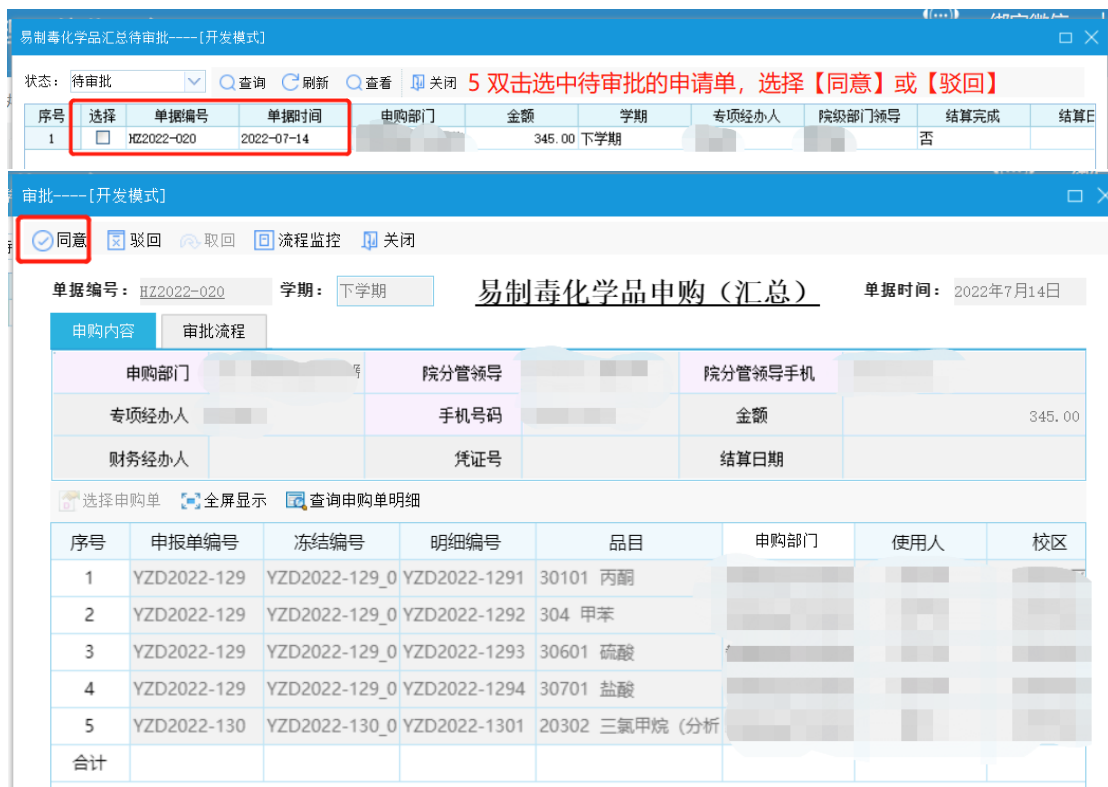 易制毒化学品汇总待审批----[开发模式]
状态： 待审批 查询 刷新 查看 关闭 5 双击选中待审批的申请单，选择【同意】或【驳回】
序号 选择 单据编号 单据时间 申购部门 金额 学期 专项经办人 院级部门领导 结算完成 结算日
1 HZ2022-020 2022-07-14 345.00 下学期 否
审批----[开发模式]
同意 驳回 取回 流程监控 关闭
单据编号： HZ2022-020 学期： 下学期 易制毒化学品申购（汇总） 单据时间： 2022年7月14日
申购内容 审批流程
申购部门 院分管领导 院分管领导手机
专项经办人 手机号码 金额 345.00
财务经办人 凭证号 结算日期
选择申购单 全屏显示 查询申购单明细
序号 申报单编号 冻结编号 明细编号 品目 申购部门 使用人 校区
1 YZD2022-129 YZD2022-129_0 YZD2022-1291 30101 丙酮
2 YZD2022-129 YZD2022-129_0 YZD2022-1292 304 甲苯
3 YZD2022-129 YZD2022-129_0 YZD2022-1293 30601 硫酸
4 YZD2022-129 YZD2022-129_0 YZD2022-1294 30701 盐酸
5 YZD2022-130 YZD2022-130_0 YZD2022-1301 20302 三氯甲烷（分析
合计